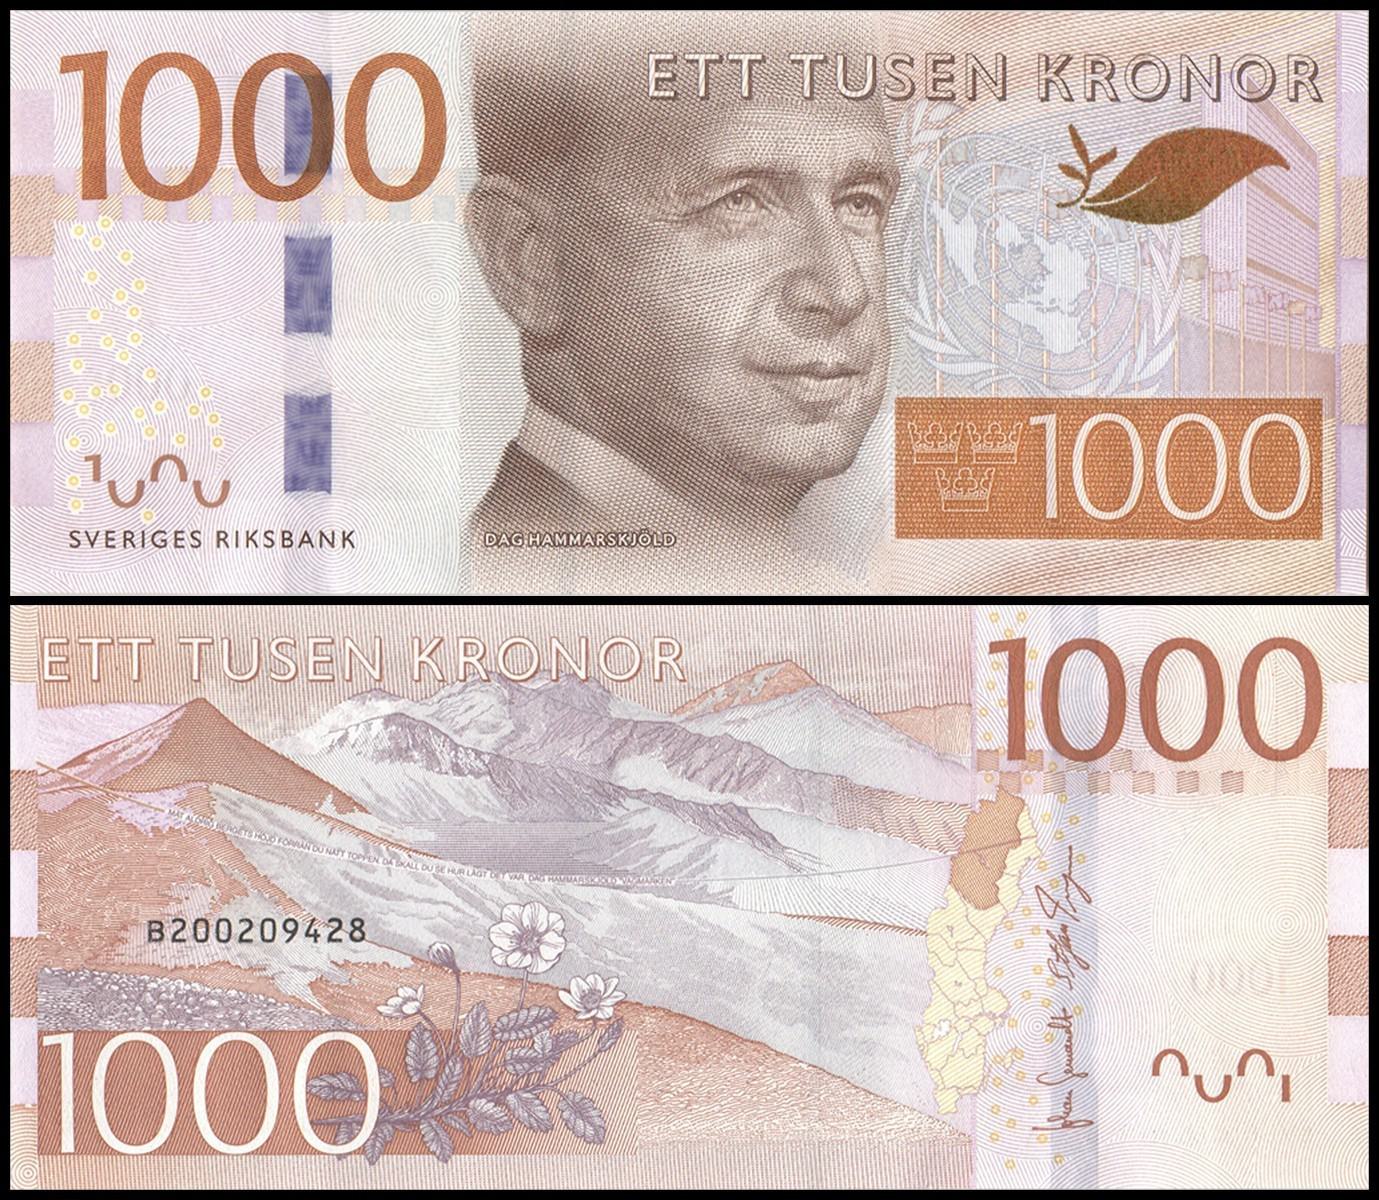 1000
ETT TUSEN KRONOR
1000
SVERIGES RIKSBANK
DAG HAMMARSKJÖLD
ETT TUSEN KRONOR
1000
MÄT ALDRIG BERGETS HÖJD FÖRRÄN DU NÅTT TOPPEN. DÅ SKALL DU SE HUR LÅGT DET VAR. DAG HAMMARSKJÖLD "VÄGMÄRKEN"
B200209428
1000